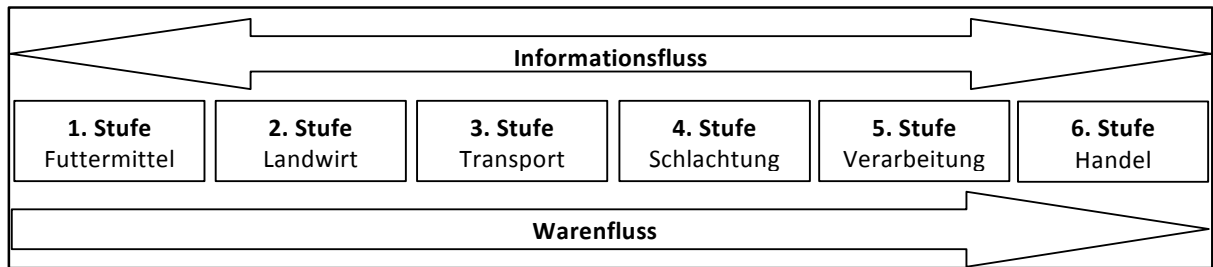 Informationsfluss
1. Stufe
Futtermittel
2. Stufe
Landwirt
3. Stufe
Transport
4. Stufe
Schlachtung
5. Stufe
Verarbeitung
6. Stufe
Handel
Warenfluss